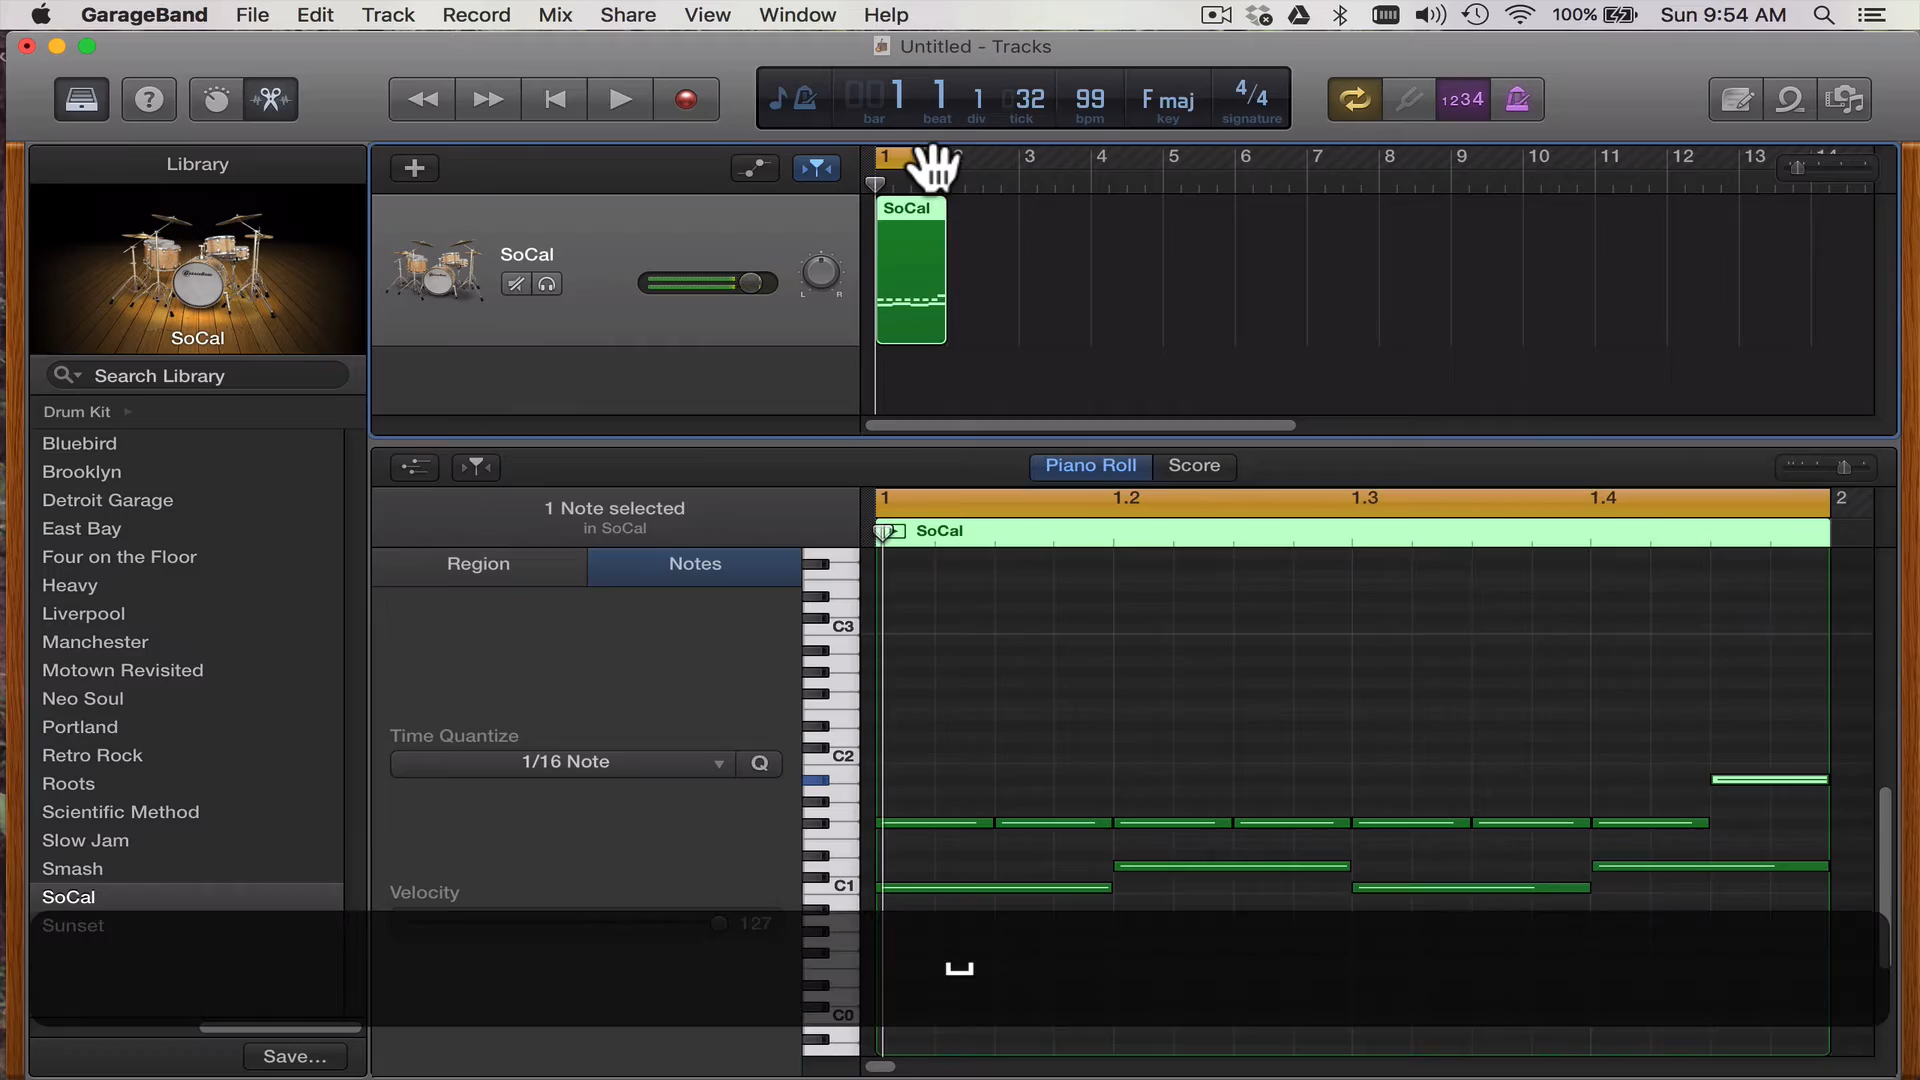 GarageBand File Edit Track Record Mix Share View Window Help 100% Sun 9:54 AM
Untitled - Tracks
1 1 1 32 99 F maj 4/4
bar beat div tick bpm key signature
1234
Library
1 2 3 4 5 6 7 8 9 10 11 12 13 14
SoCal
SoCal
L R
SoCal
Search Library
Drum Kit
Bluebird
Brooklyn
Detroit Garage
East Bay
Four on the Floor
Heavy
Liverpool
Manchester
Motown Revisited
Neo Soul
Portland
Retro Rock
Roots
Scientific Method
Slow Jam
Smash
SoCal
Sunset
Save...
Piano Roll Score
1 Note selected
in SoCal
1 1.2 1.3 1.4 2
SoCal
Region Notes
Time Quantize
1/16 Note Q
Velocity
127
C3
C2
C1
C0